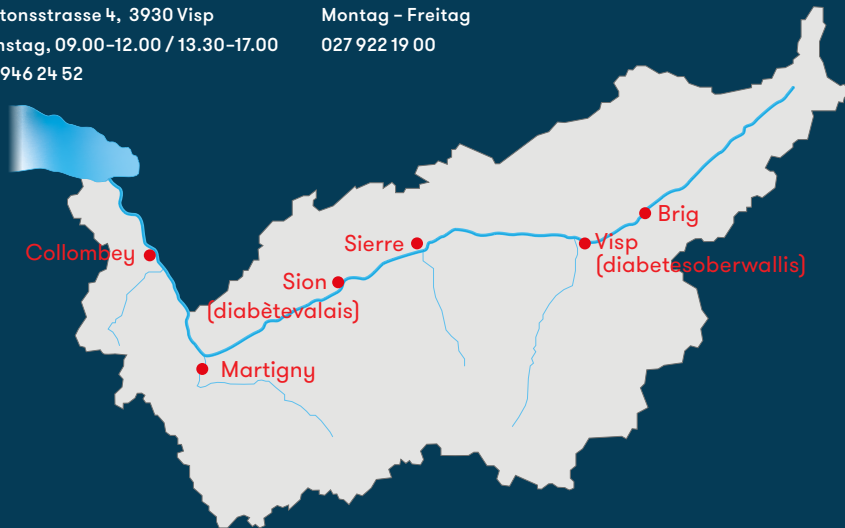 tonsstrasse 4, 3930 Visp
nstag, 09.00–12.00 / 13.30–17.00
946 24 52
Montag – Freitag
027 922 19 00
Brig
Visp
(diabetesoberwallis)
Sierre
Collombey
Sion
(diabètevalais)
Martigny